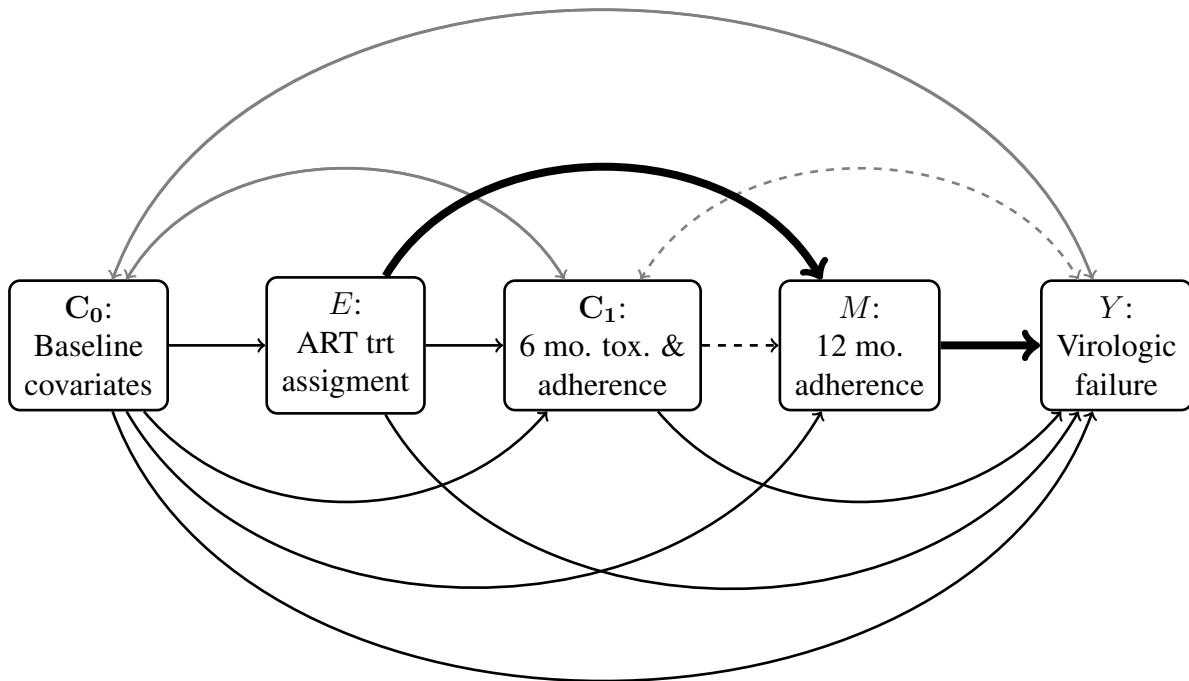 C₀:
Baseline
covariates
E:
ART trt
assigment
C₁:
6 mo. tox. &
adherence
M:
12 mo.
adherence
Y:
Virologic
failure